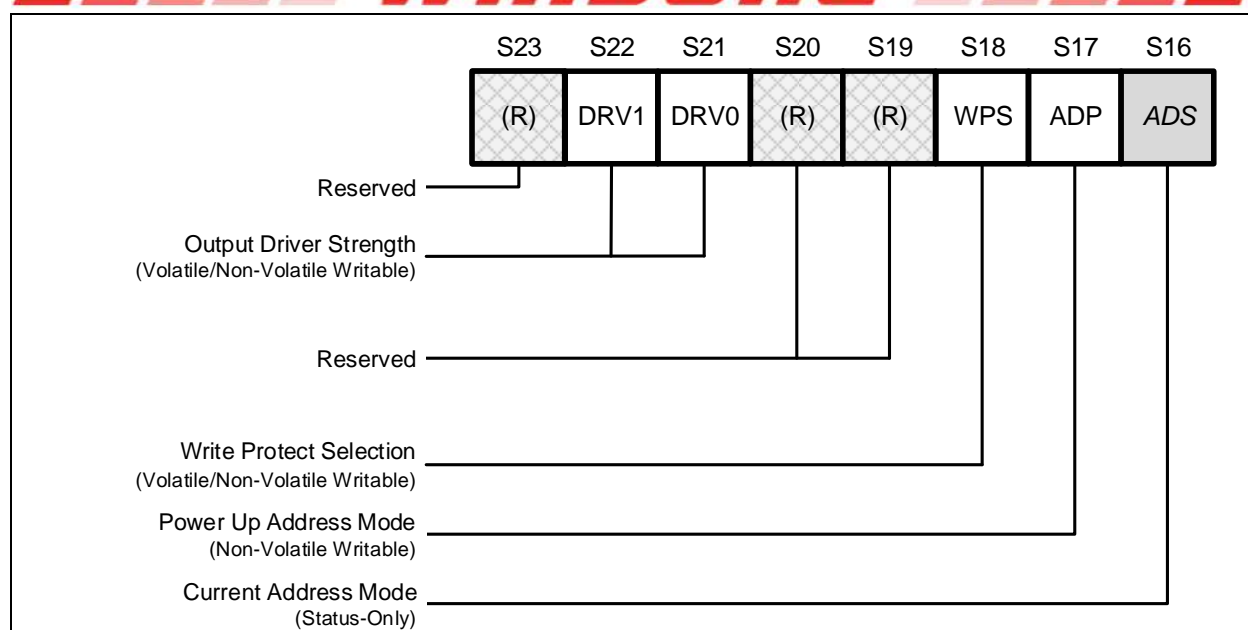 S23 S22 S21 S20 S19 S18 S17 S16
(R) DRV1 DRV0 (R) (R) WPS ADP ADS
Reserved
Output Driver Strength
(Volatile/Non-Volatile Writable)
Reserved
Write Protect Selection
(Volatile/Non-Volatile Writable)
Power Up Address Mode
(Non-Volatile Writable)
Current Address Mode
(Status-Only)